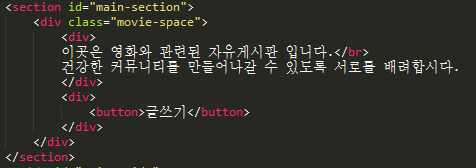 <section id="main-section">
<div class="movie-space">
<div>
이곳은 영화와 관련된 자유게시판 입니다.</br>
건강한 커뮤니티를 만들어나갈 수 있도록 서로를 배려합시다.
</div>
<div>
<button>글쓰기</button>
</div>
</div>
</section>